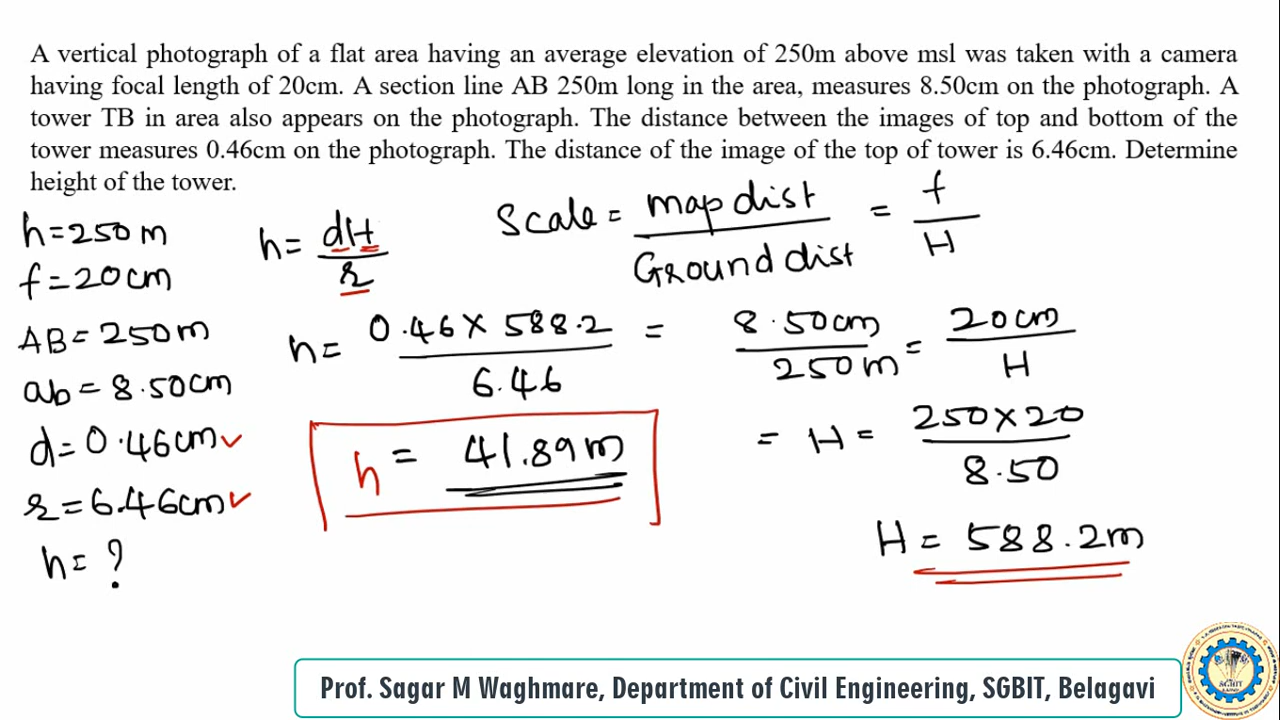 A vertical photograph of a flat area having an average elevation of 250m above msl was taken with a camera
having focal length of 20cm. A section line AB 250m long in the area, measures 8.50cm on the photograph. A
tower TB in area also appears on the photograph. The distance between the images of top and bottom of the
tower measures 0.46cm on the photograph. The distance of the image of the top of tower is 6.46cm. Determine
height of the tower.
h=250m
f=20cm
AB=250m
ab=8.50cm
d=0.46cm✓
r=6.46cm✓
h=?
h= dH/r
h= 0.46×588.2/6.46
h = 41.89m
Scale= map dist/Ground dist = f/H
= 8.50cm/250m = 20cm/H
= H= 250×20/8.50
H= 588.2m
Prof. Sagar M Waghmare, Department of Civil Engineering, SGBIT, Belagavi
SGBIT